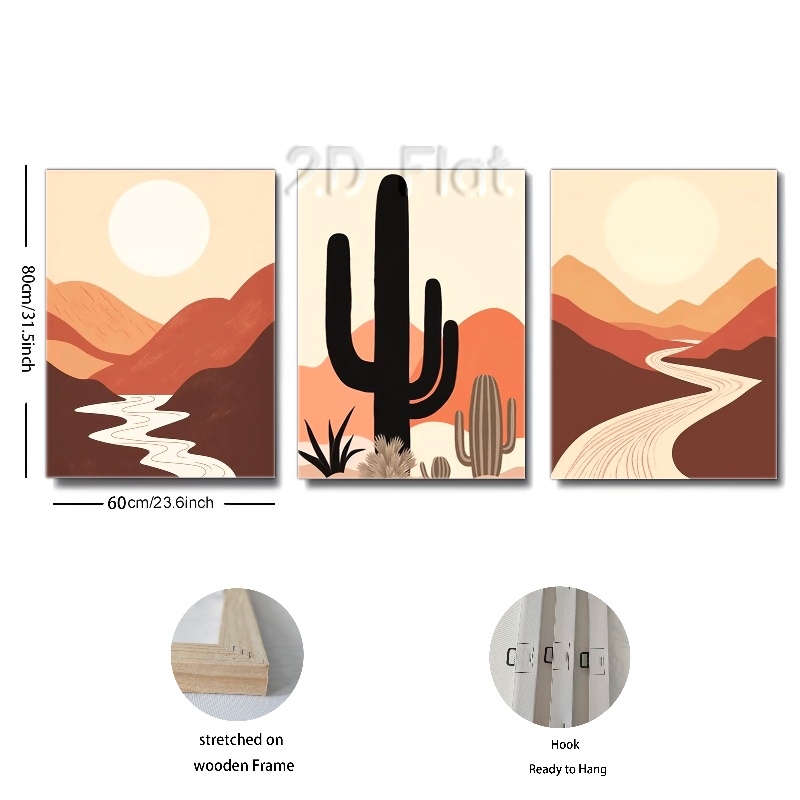 2D Flat
80cm/31.5inch
60cm/23.6inch
stretched on
wooden Frame
Hook
Ready to Hang